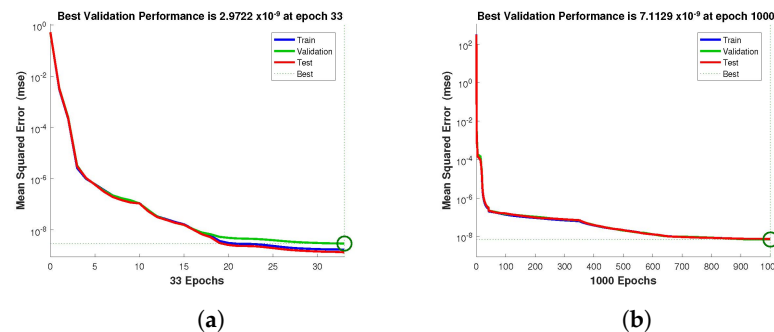 Best Validation Performance is 2.9722 x10-9 at epoch 33
Mean Squared Error (mse)
10^0
10^-2
10^-4
10^-6
10^-8
Train
Validation
Test
Best
0 5 10 15 20 25 30
33 Epochs
(a)
Best Validation Performance is 7.1129 x10-9 at epoch 1000
Mean Squared Error (mse)
10^2
10^0
10^-2
10^-4
10^-6
10^-8
Train
Validation
Test
Best
0 100 200 300 400 500 600 700 800 900 100
1000 Epochs
(b)